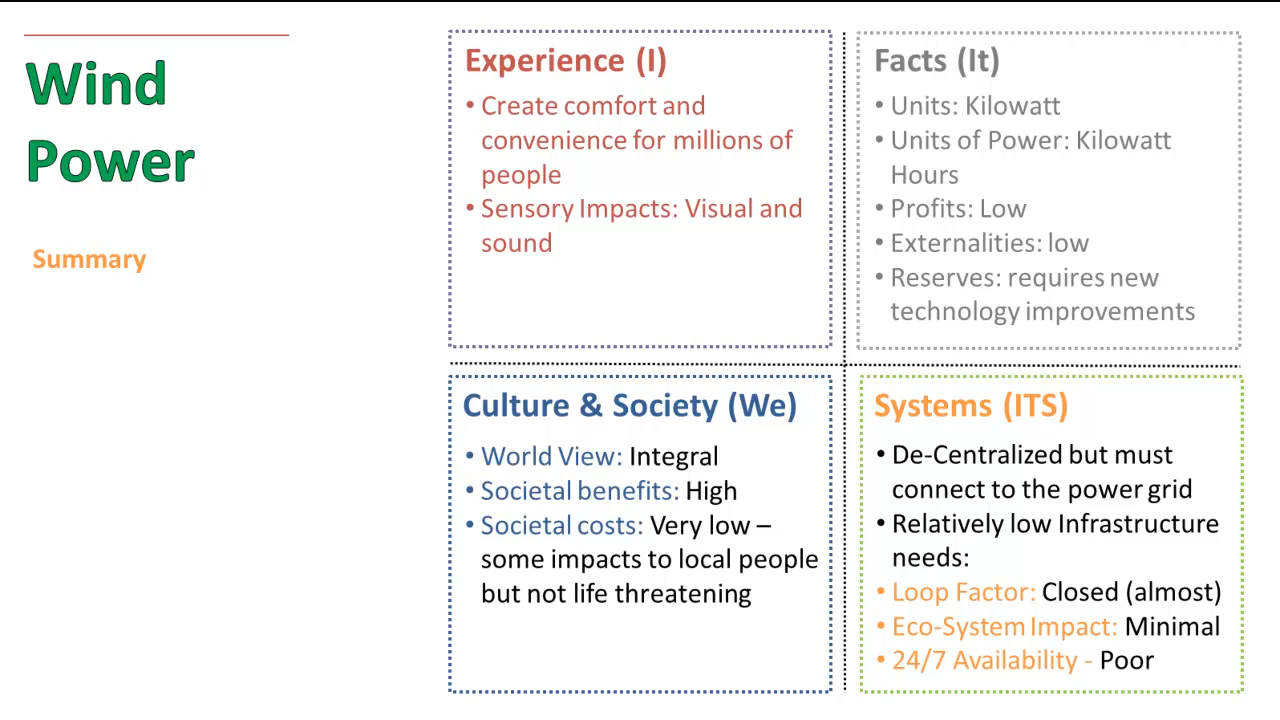 Wind
Power
Summary
Experience (I)
• Create comfort and
convenience for millions of
people
• Sensory Impacts: Visual and
sound
Facts (It)
• Units: Kilowatt
• Units of Power: Kilowatt
Hours
• Profits: Low
• Externalities: low
• Reserves: requires new
technology improvements
Culture & Society (We)
• World View: Integral
• Societal benefits: High
• Societal costs: Very low –
some impacts to local people
but not life threatening
Systems (ITS)
• De-Centralized but must
connect to the power grid
• Relatively low Infrastructure
needs:
• Loop Factor: Closed (almost)
• Eco-System Impact: Minimal
• 24/7 Availability - Poor